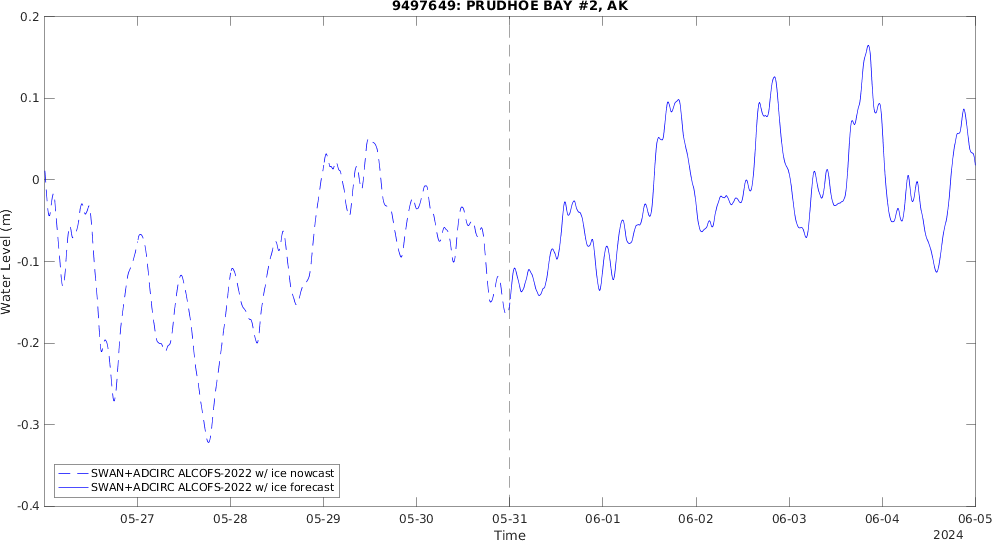 9497649: PRUDHOE BAY #2, AK
0.2
0.1
0
-0.1
-0.2
-0.3
-0.4
Water Level (m)
SWAN+ADCIRC ALCOFS-2022 w/ ice nowcast
SWAN+ADCIRC ALCOFS-2022 w/ ice forecast
05-27 05-28 05-29 05-30 05-31 06-01 06-02 06-03 06-04 06-05
Time
2024